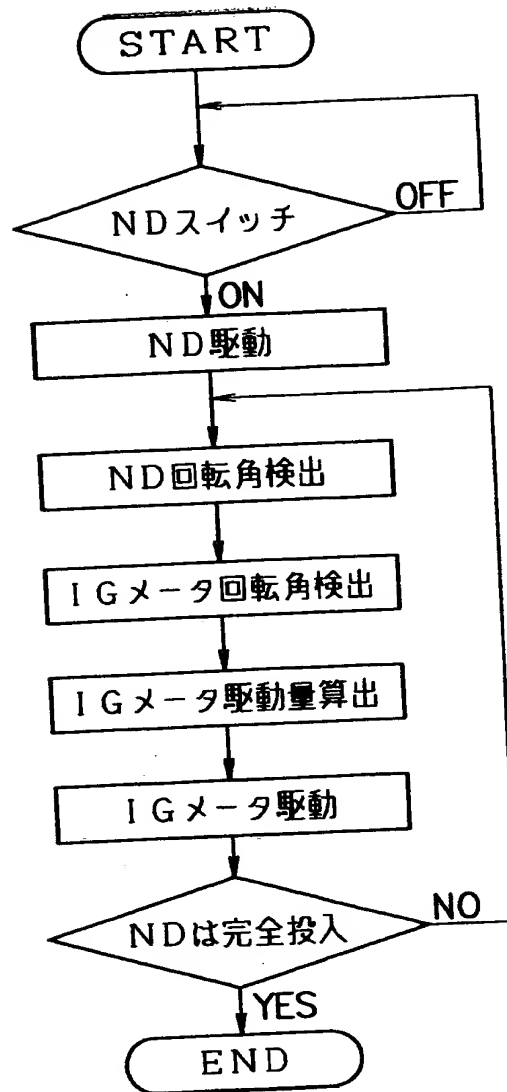 START
NDスイッチ
OFF
ON
ND駆動
ND回転角検出
IGメータ回転角検出
IGメータ駆動量算出
IGメータ駆動
NDは完全投入
NO
YES
END